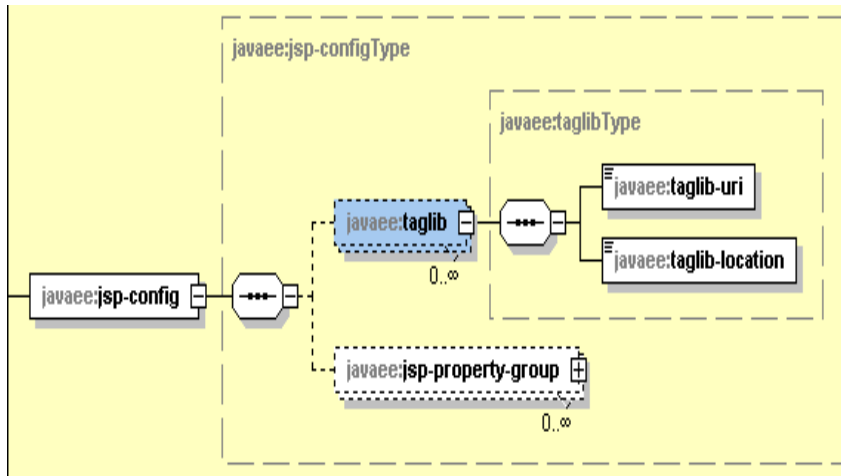 javaee:jsp-configType
javaee:taglibType
javaee:taglib-uri
javaee:taglib
0..∞
javaee:taglib-location
javaee:jsp-config
javaee:jsp-property-group
0..∞